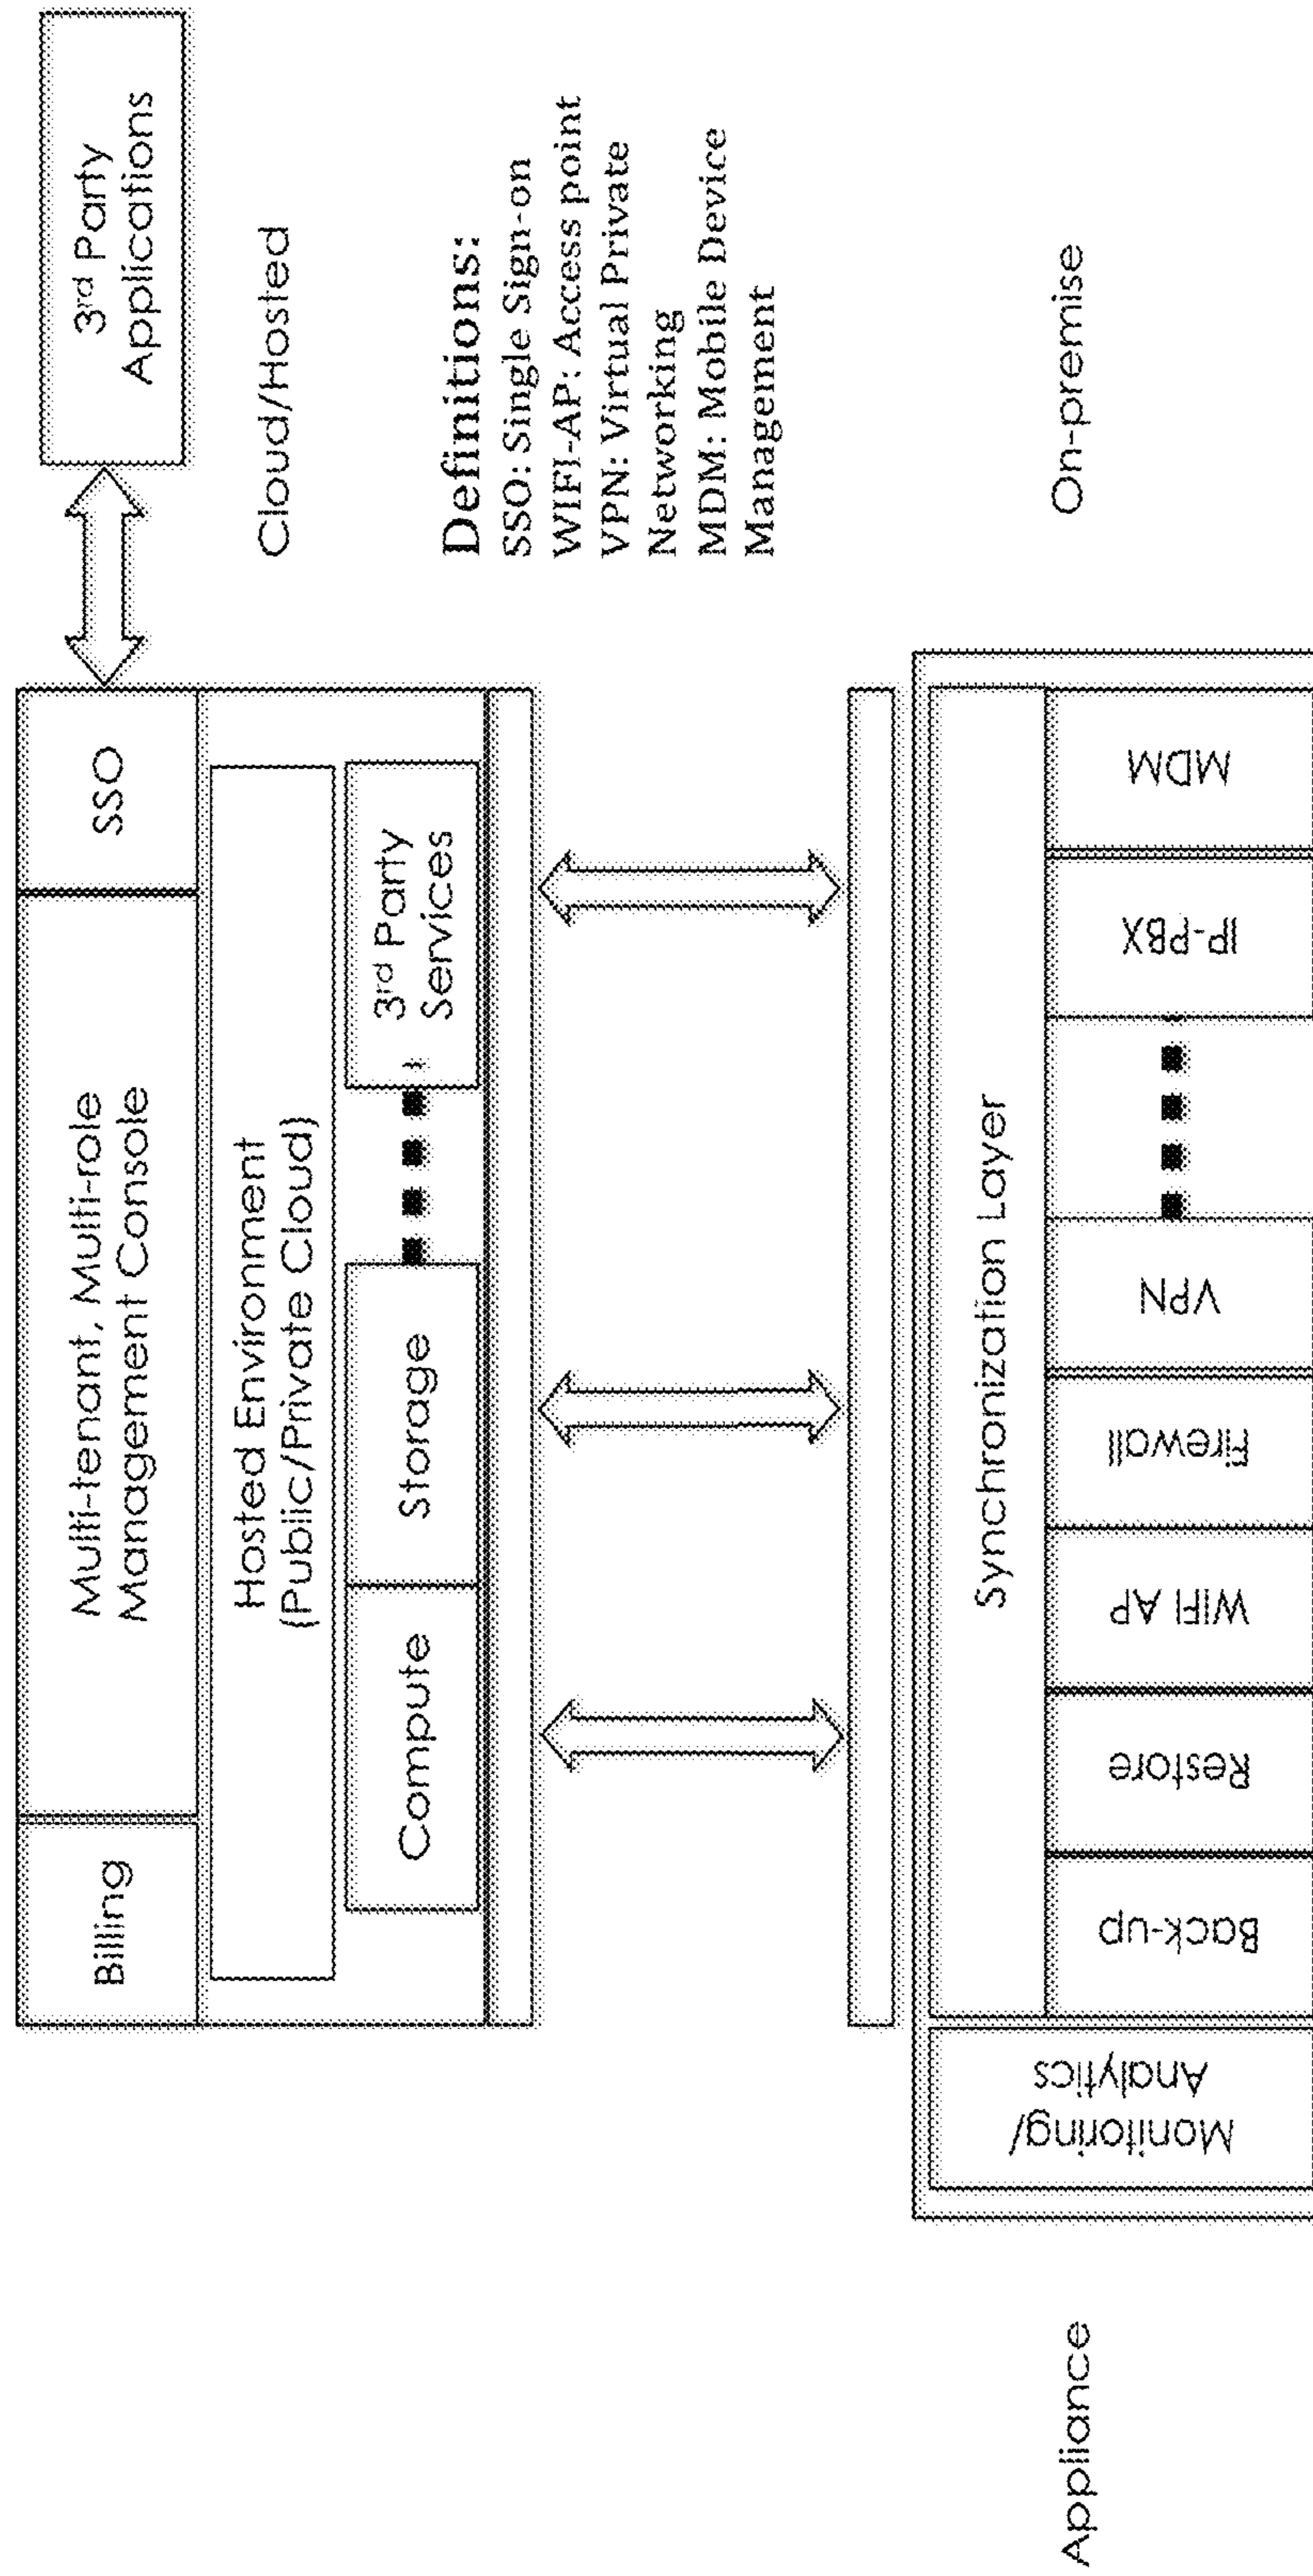 Billing
Multi-tenant, Multi-role
Management Console
SSO
3rd Party
Applications
Hosted Environment
(Public/Private Cloud)
Cloud/Hosted
Compute
Storage
3rd Party
Services
Definitions:
SSO: Single Sign-on
WIFI-AP: Access point
VPN: Virtual Private
Networking
MDM: Mobile Device
Management
Appliance
Synchronization Layer
On-premise
Monitoring/
Analytics
Back-up
Restore
WIFI AP
Firewall
VPN
IP-PBX
MDM